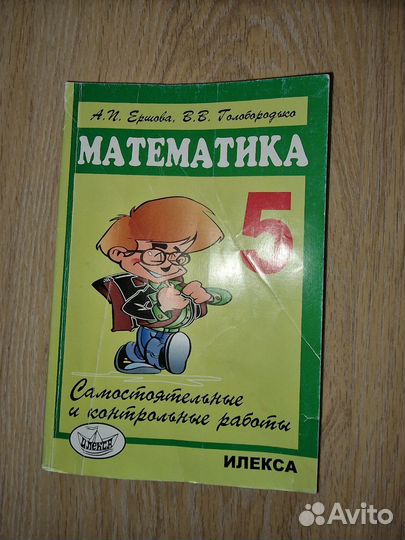 А.П. Ершова, В.В. Голобородько
МАТЕМАТИКА
5
Самостоятельные
и контрольные работы
ИЛЕКСА
ИЛЕКСА
Avito